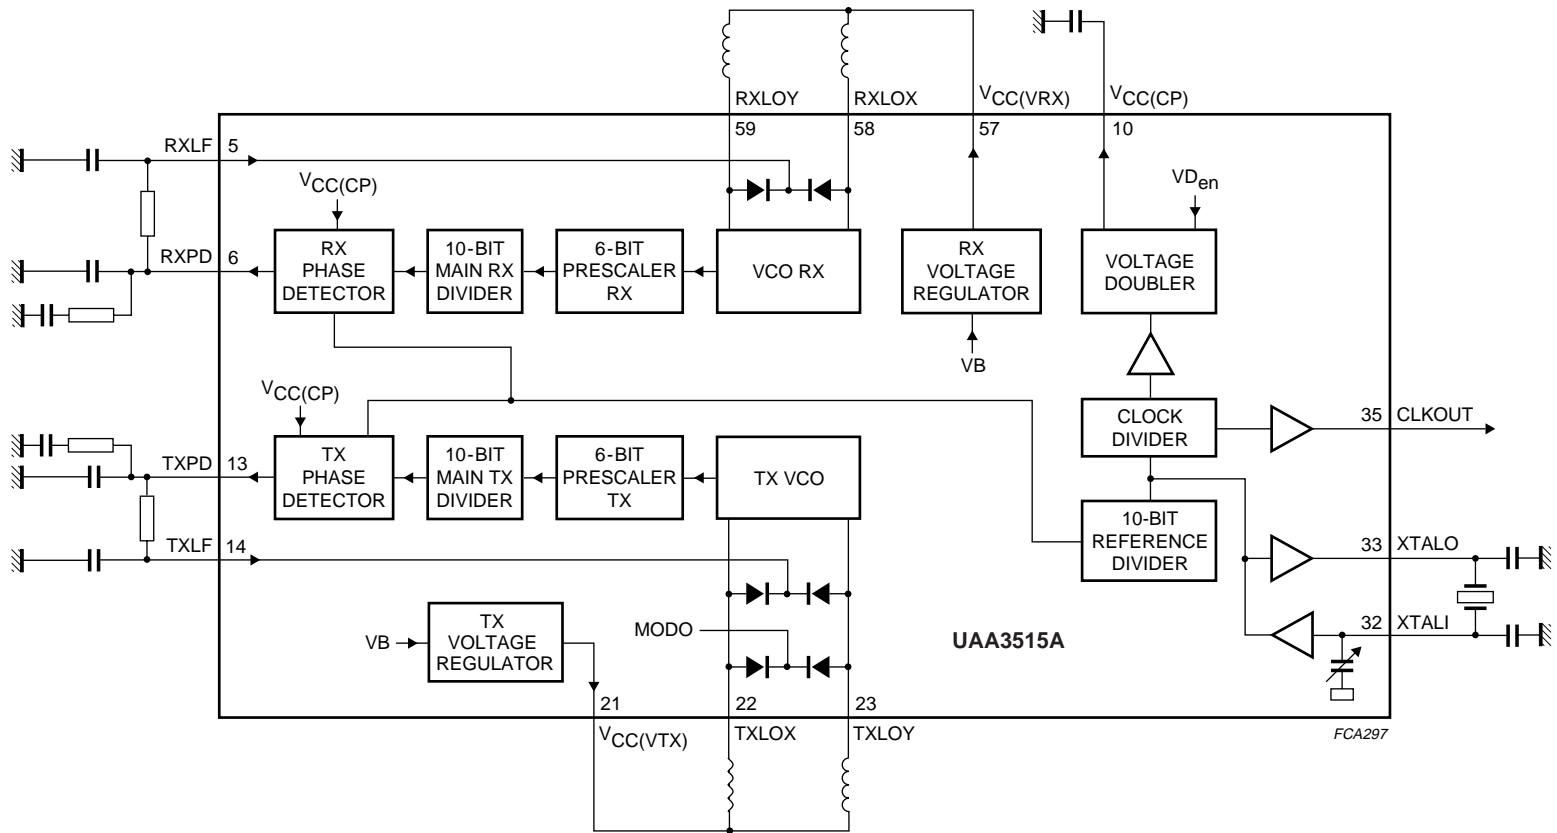 RXLOY
RXLOX
VCC(VRX)
VCC(CP)
59
58
57
10
RXLF
5
VCC(CP)
VDen
RXPD
6
RX
PHASE
DETECTOR
10-BIT
MAIN RX
DIVIDER
6-BIT
PRESCALER
RX
VCO RX
RX
VOLTAGE
REGULATOR
VOLTAGE
DOUBLER
VB
VCC(CP)
CLOCK
DIVIDER
35
CLKOUT
TXPD
13
TX
PHASE
DETECTOR
10-BIT
MAIN TX
DIVIDER
6-BIT
PRESCALER
TX
TX VCO
10-BIT
REFERENCE
DIVIDER
TXLF
14
33
XTALO
MODO
VB
TX
VOLTAGE
REGULATOR
UAA3515A
32
XTALI
21
22
23
VCC(VTX)
TXLOX
TXLOY
FCA297